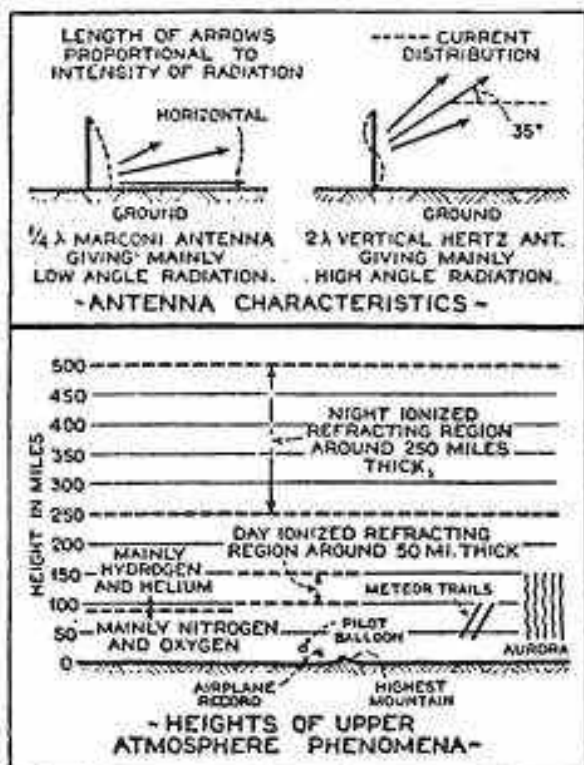 LENGTH OF ARROWS
PROPORTIONAL TO
INTENSITY OF RADIATION
HORIZONTAL
GROUND
1/4 λ MARCONI ANTENNA
GIVING MAINLY
LOW ANGLE RADIATION.
----- CURRENT
DISTRIBUTION
35°
GROUND
2λ VERTICAL HERTZ ANT.
GIVING MAINLY
HIGH ANGLE RADIATION.
~ANTENNA CHARACTERISTICS~
HEIGHT IN MILES
500
450
400
350
300
250
200
150
100
50
0
NIGHT IONIZED
REFRACTING REGION
AROUND 250 MILES
THICK,
DAY IONIZED REFRACTING
REGION AROUND 50 MI. THICK
MAINLY
HYDROGEN
AND HELIUM
METEOR TRAILS
MAINLY NITROGEN
AND OXYGEN
PILOT
BALLOON
AURORA
AIRPLANE
RECORD
HIGHEST
MOUNTAIN
~HEIGHTS OF UPPER
ATMOSPHERE PHENOMENA~